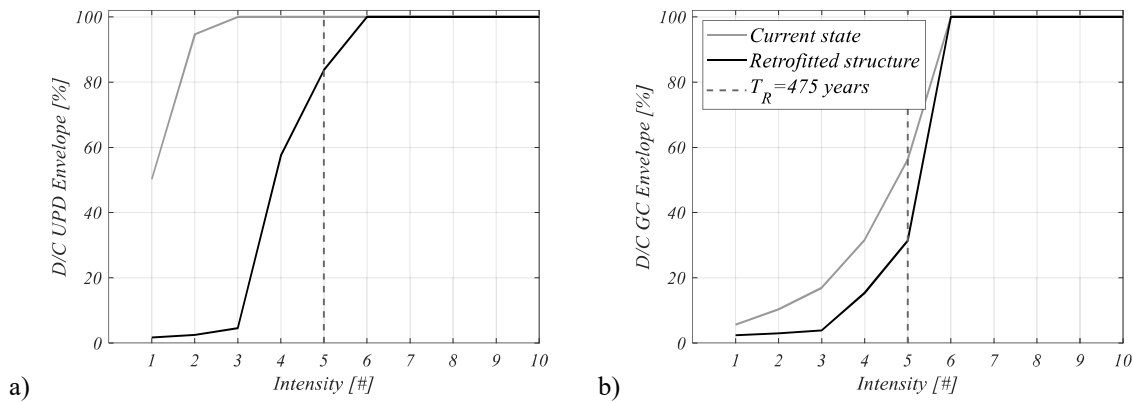 100
80
60
40
20
0
D/C UPD Envelope [%]
1 2 3 4 5 6 7 8 9 10
Intensity [#]
a)
100
80
60
40
20
0
D/C GC Envelope [%]
Current state
Retrofitted structure
T_R=475 years
1 2 3 4 5 6 7 8 9 10
Intensity [#]
b)